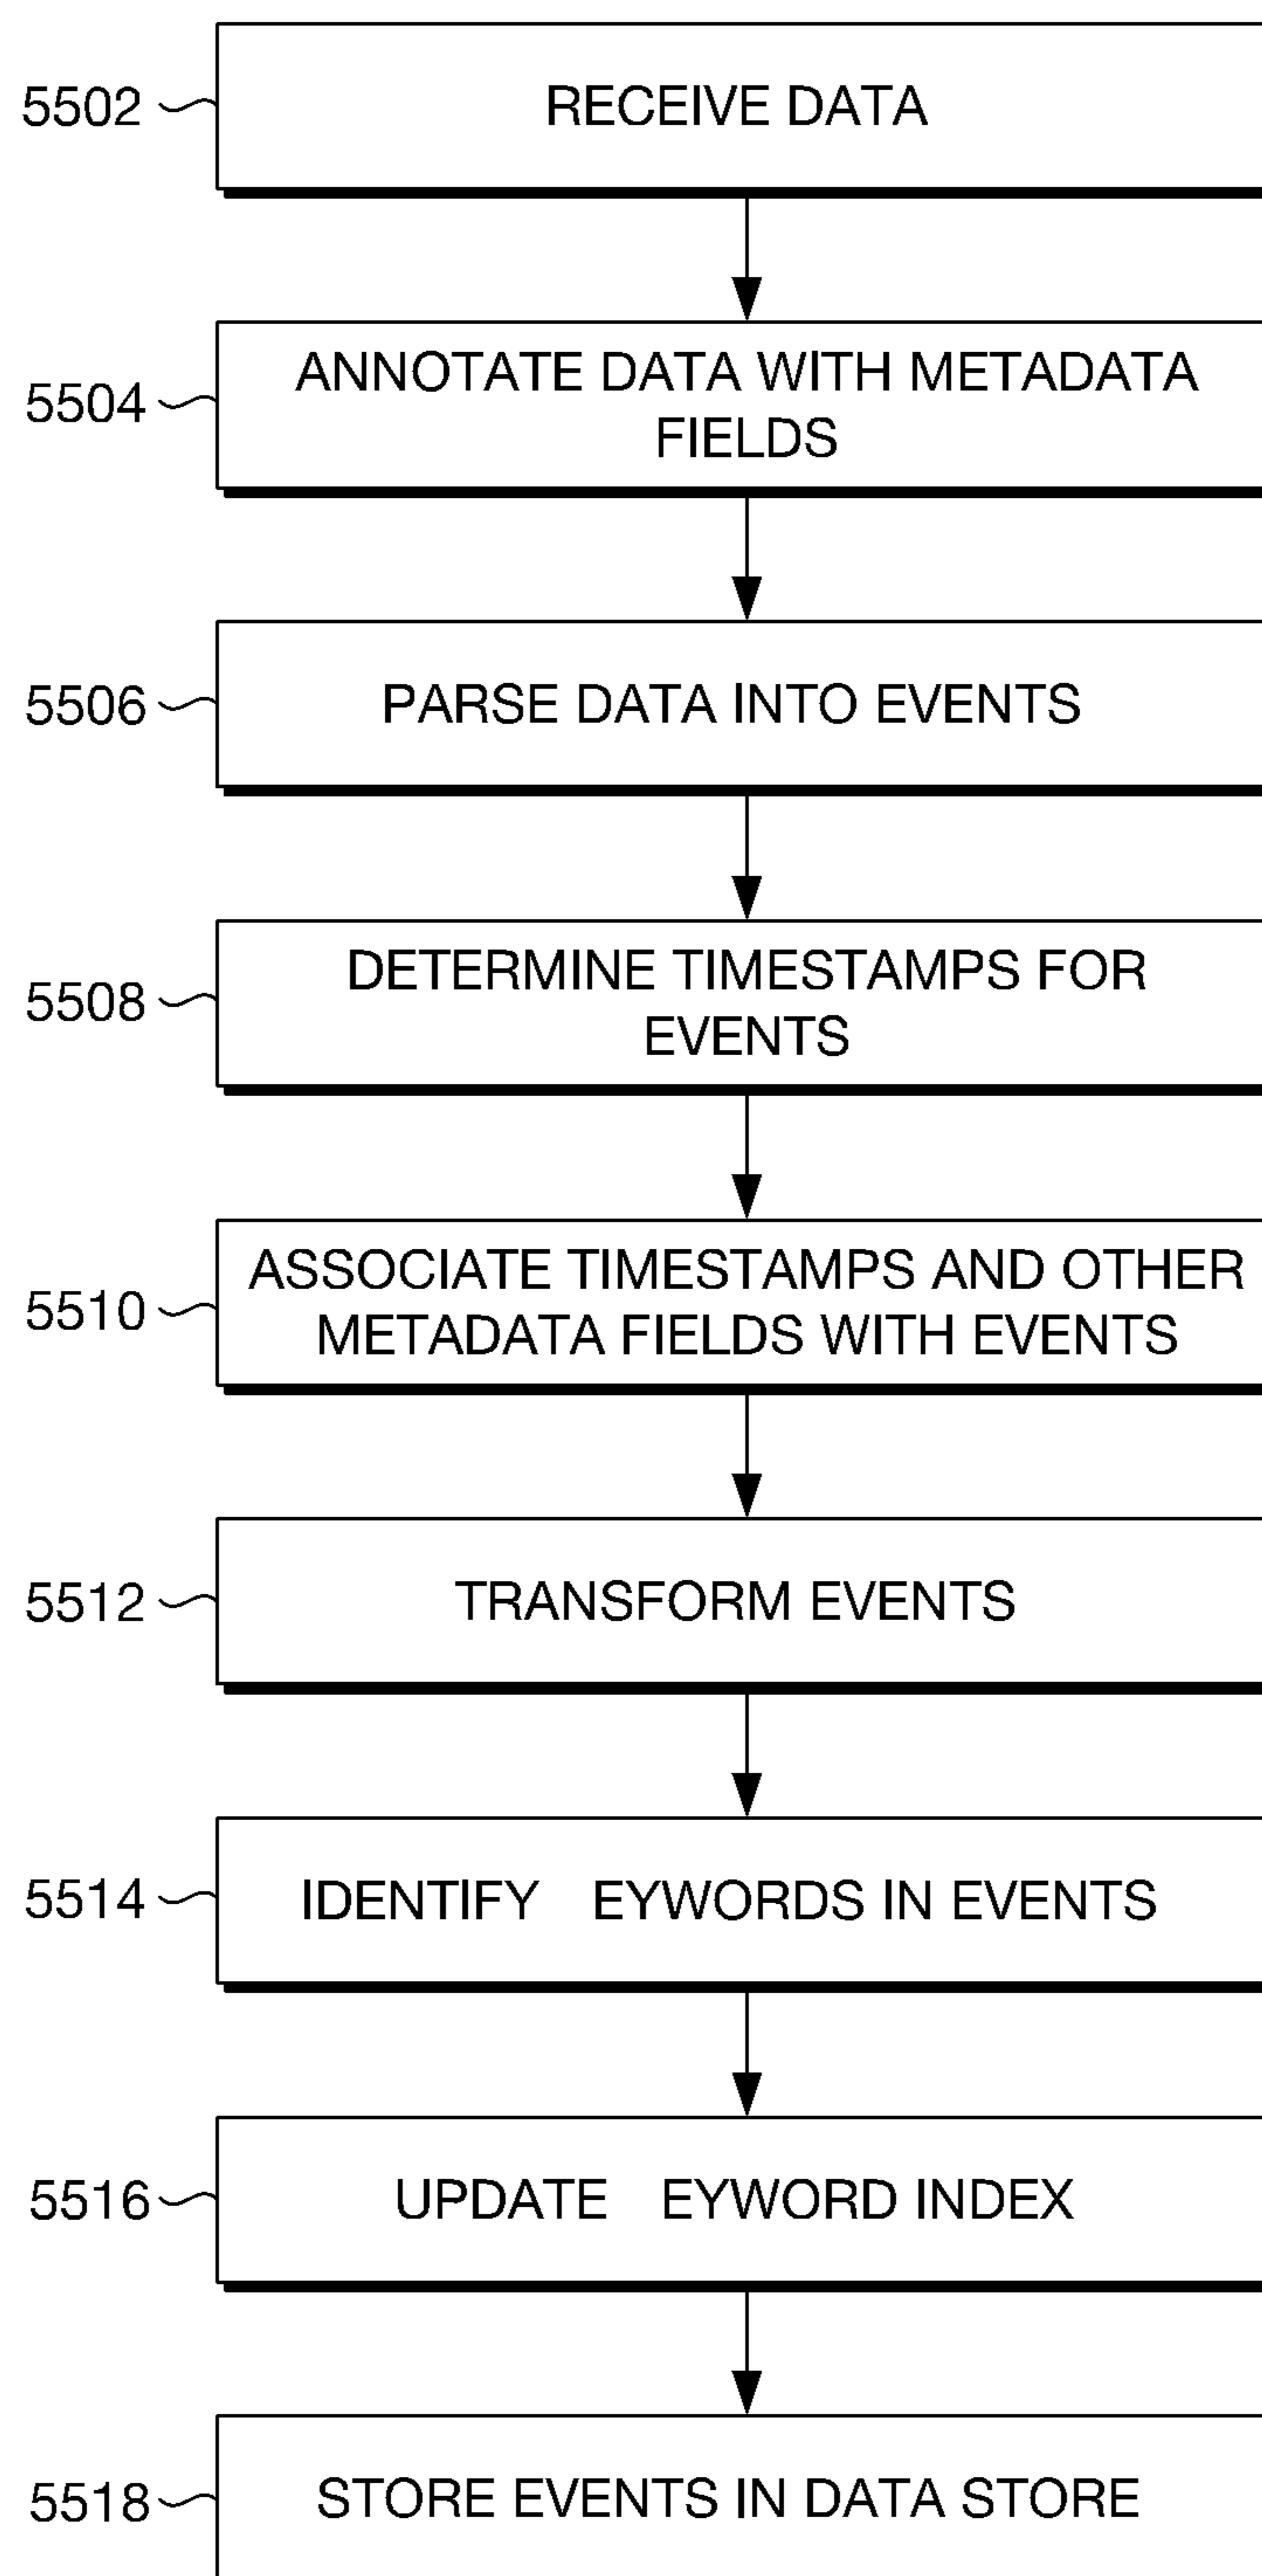 5502
RECEIVE DATA
5504
ANNOTATE DATA WITH METADATA
FIELDS
5506
PARSE DATA INTO EVENTS
5508
DETERMINE TIMESTAMPS FOR
EVENTS
5510
ASSOCIATE TIMESTAMPS AND OTHER
METADATA FIELDS WITH EVENTS
5512
TRANSFORM EVENTS
5514
IDENTIFY EYWORDS IN EVENTS
5516
UPDATE EYWORD INDEX
5518
STORE EVENTS IN DATA STORE